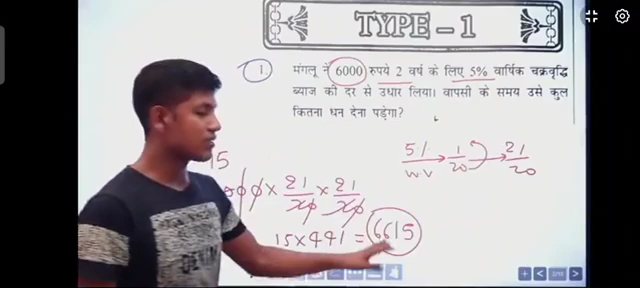 TYPE - 1
1. मंगलू ने 6000 रुपये 2 वर्ष के लिए 5% वार्षिक चक्रवृद्धि
ब्याज की दर से उधार लिया। वापसी के समय उसे कुल
कितना धन देना पड़ेगा?
5% → 1/20 → 21/20
15
× 21/20 × 21/20
15×441 = 6615